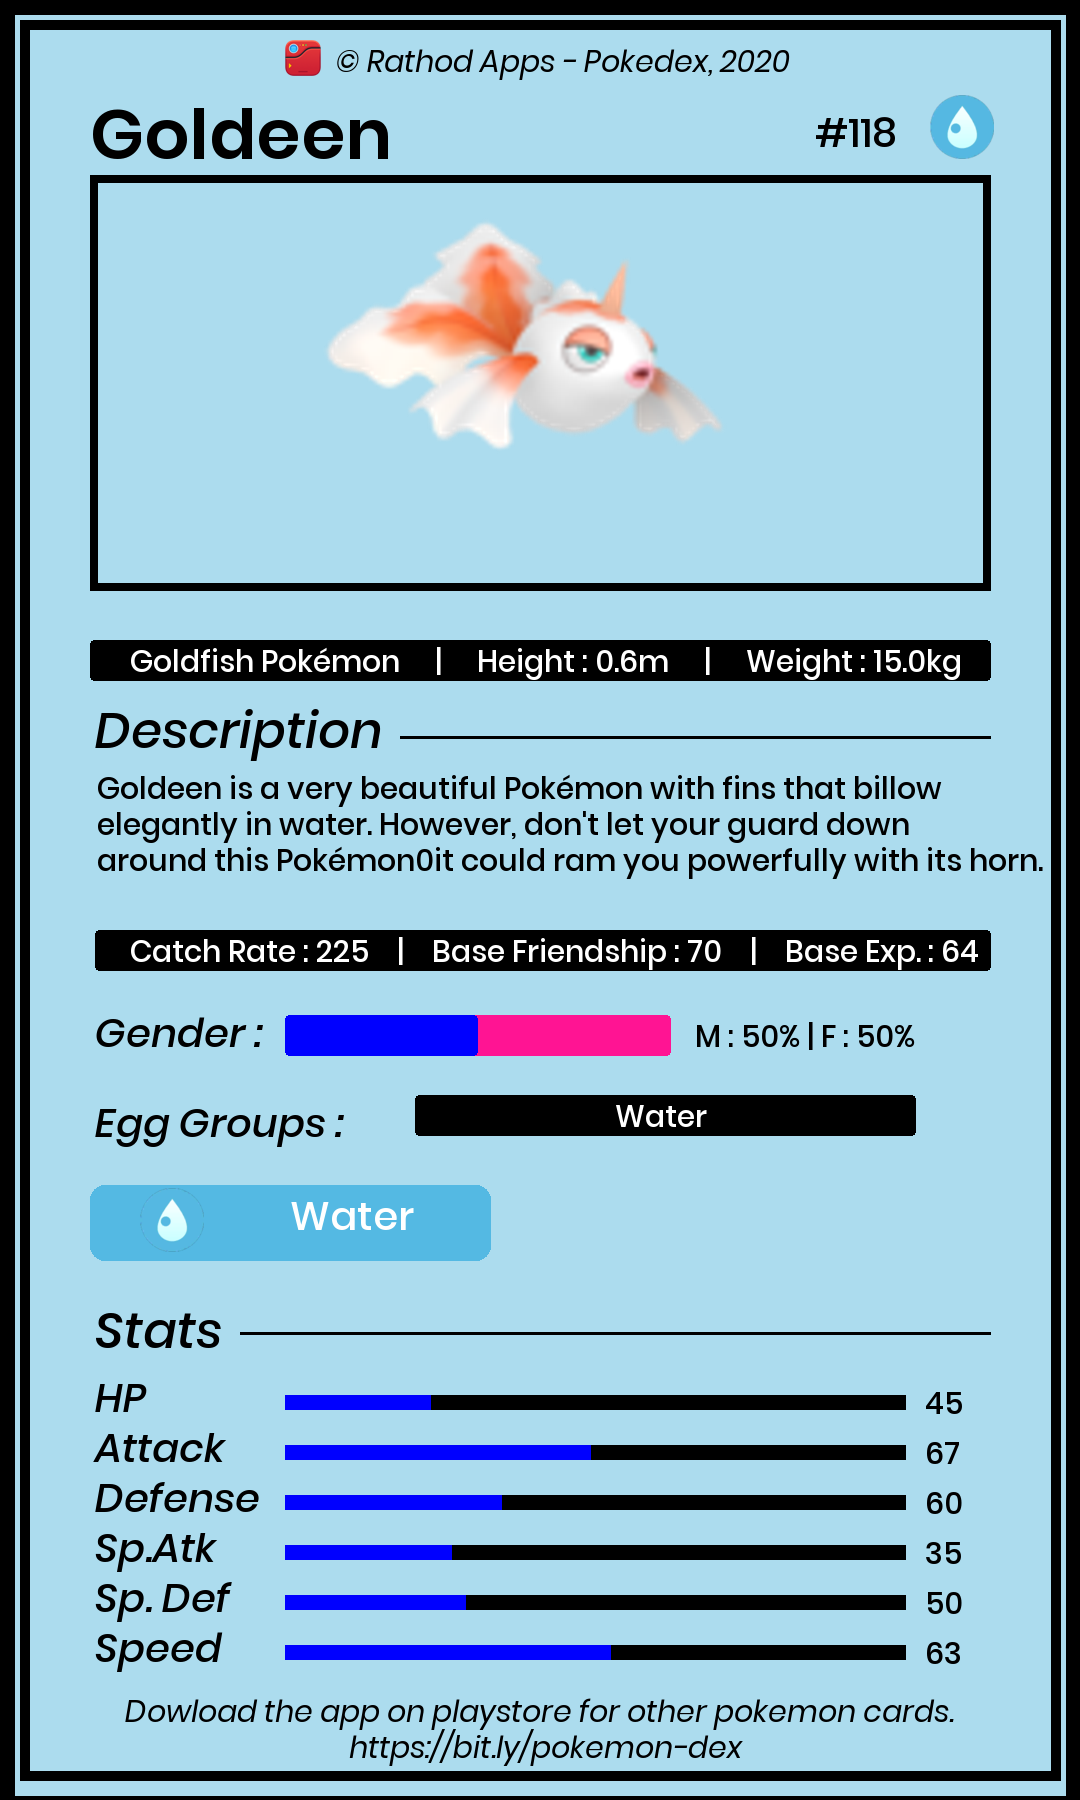 © Rathod Apps - Pokedex, 2020
Goldeen #118
Goldfish Pokémon | Height : 0.6m | Weight : 15.0kg
Description
Goldeen is a very beautiful Pokémon with fins that billow
elegantly in water. However, don't let your guard down
around this Pokémon0it could ram you powerfully with its horn.
Catch Rate : 225 | Base Friendship : 70 | Base Exp. : 64
Gender : M : 50% | F : 50%
Egg Groups : Water
Water
Stats
HP 45
Attack 67
Defense 60
Sp.Atk 35
Sp. Def 50
Speed 63
Dowload the app on playstore for other pokemon cards.
https://bit.ly/pokemon-dex